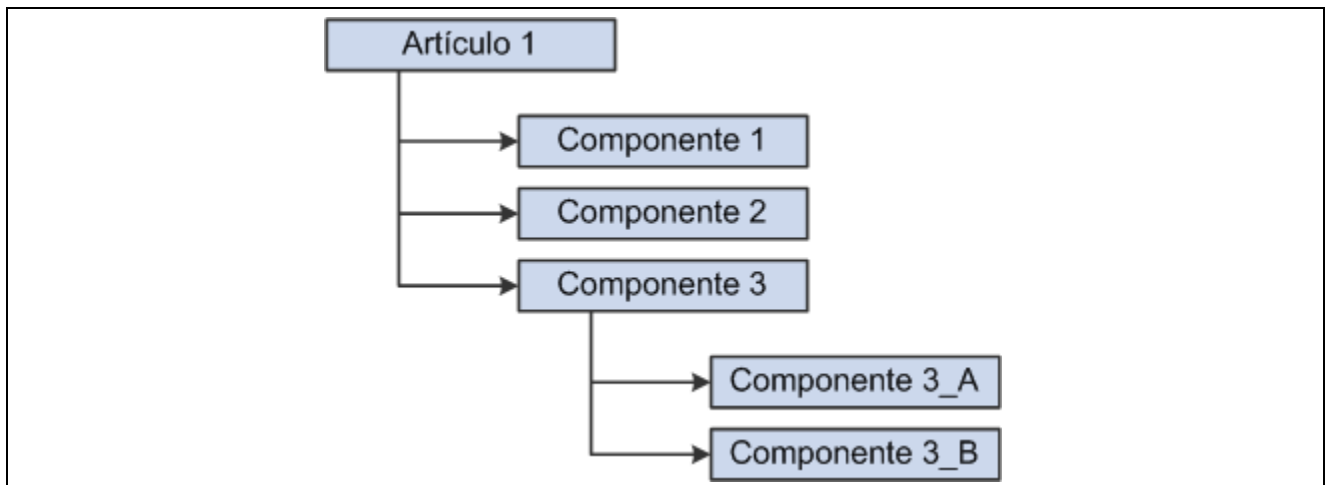 Artículo 1
Componente 1
Componente 2
Componente 3
Componente 3_A
Componente 3_B